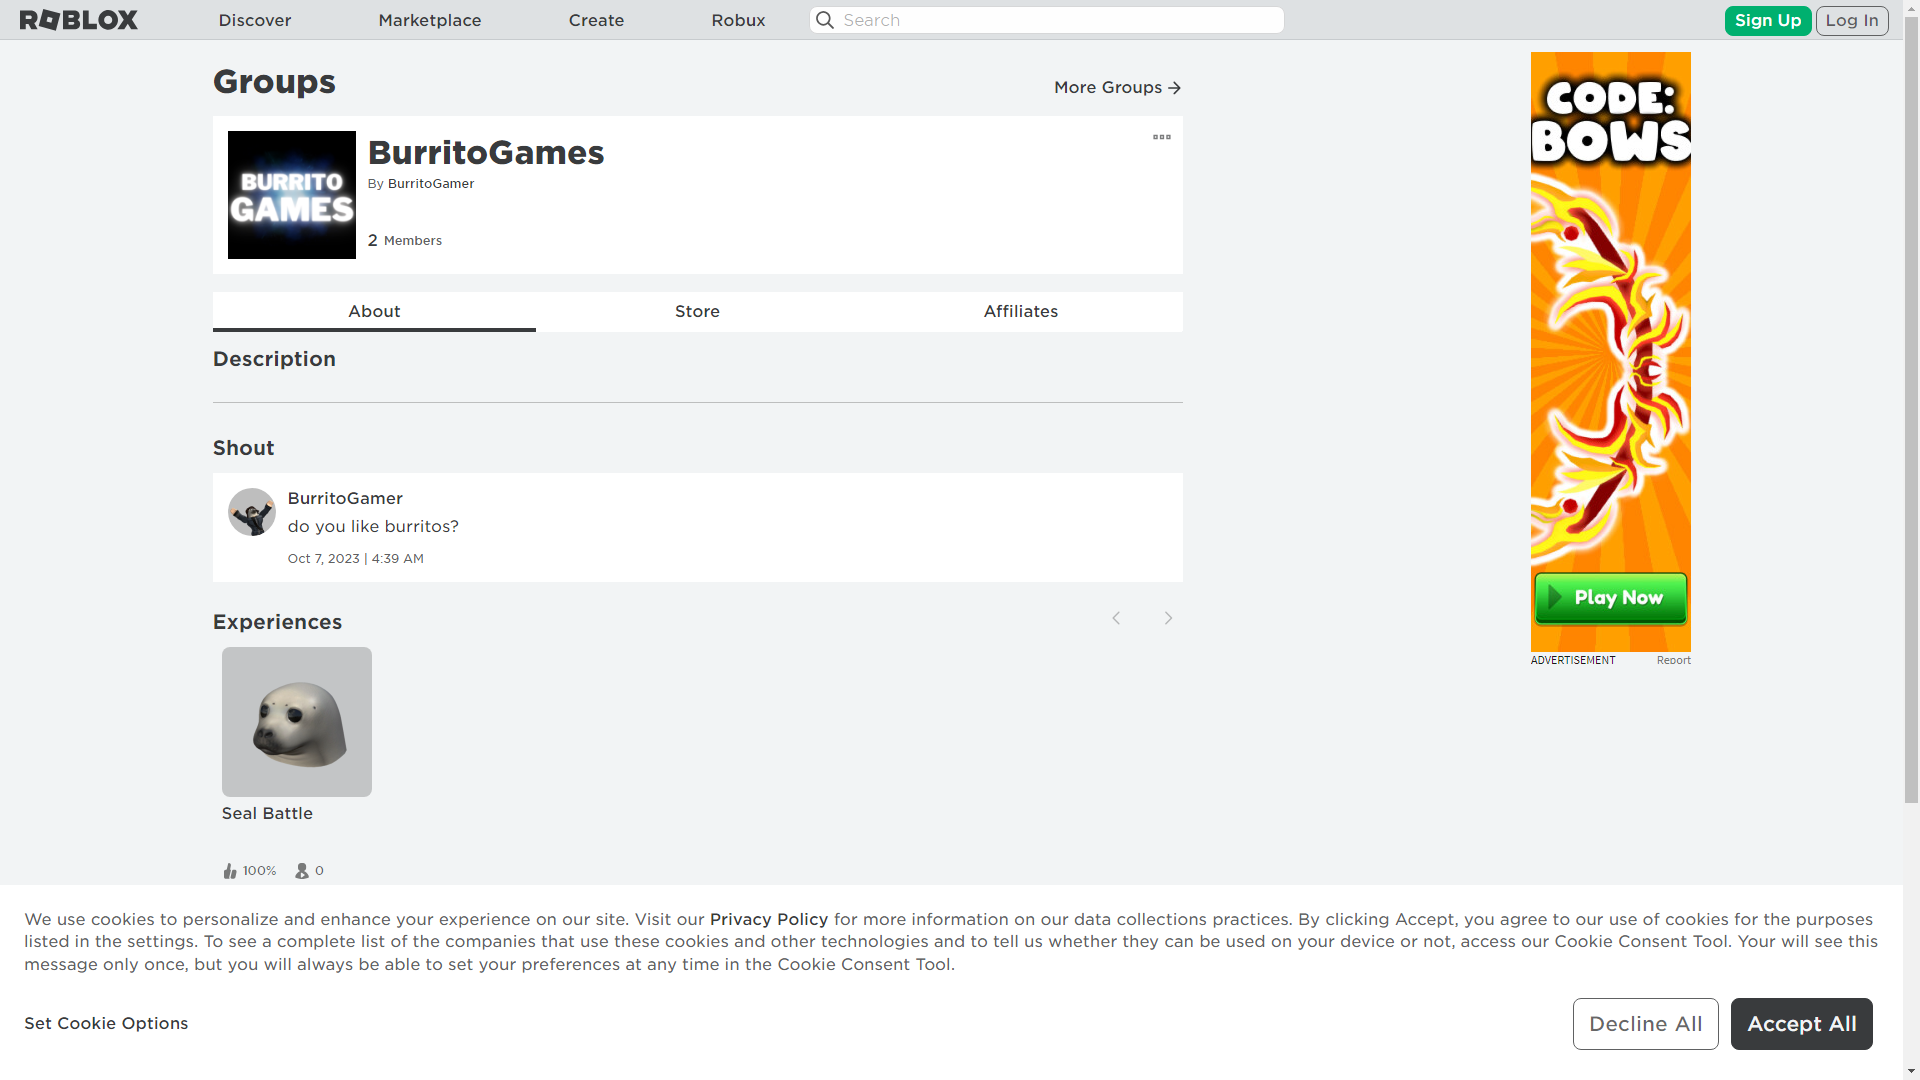 ROBLOX
Discover
Marketplace
Create
Robux
Search
Sign Up
Log In
Groups
More Groups
BURRITO
GAMES
BurritoGames
By BurritoGamer
2 Members
About
Store
Affiliates
Description
Shout
BurritoGamer
do you like burritos?
Oct 7, 2023 | 4:39 AM
Experiences
Seal Battle
100%
0
CODE:
BOWS
Play Now
ADVERTISEMENT
Report
We use cookies to personalize and enhance your experience on our site. Visit our Privacy Policy for more information on our data collections practices. By clicking Accept, you agree to our use of cookies for the purposes
listed in the settings. To see a complete list of the companies that use these cookies and other technologies and to tell us whether they can be used on your device or not, access our Cookie Consent Tool. Your will see this
message only once, but you will always be able to set your preferences at any time in the Cookie Consent Tool.
Set Cookie Options
Decline All
Accept All